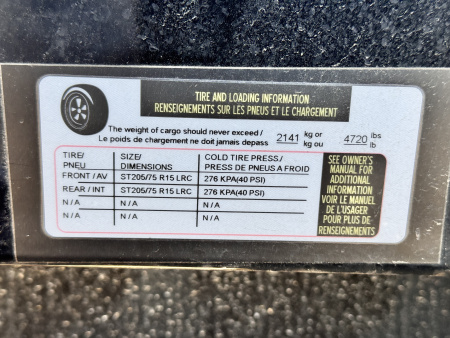 TIRE AND LOADING INFORMATION
RENSEIGNEMENTS SUR LES PNEUS ET LE CHARGEMENT
The weight of cargo should never exceed / 2141 kg or 4720 lbs
Le poids de chargement ne doit jamais depass kg ou lb
TIRE/ SIZE/ COLD TIRE PRESS./
PNEU DIMENSIONS PRESS DE PNEUS A FROID
FRONT / AV ST205/75 R15 LRC 276 KPA(40 PSI)
REAR / INT ST205/75 R15 LRC 276 KPA(40 PSI)
N/A N/A N/A
N/A N/A N/A
SEE OWNER'S
MANUAL FOR
ADDITIONAL
INFORMATION
VOIR LE MANUEL
DE L'USAGER
POUR PLUS DE
RENSEIGNEMENTS